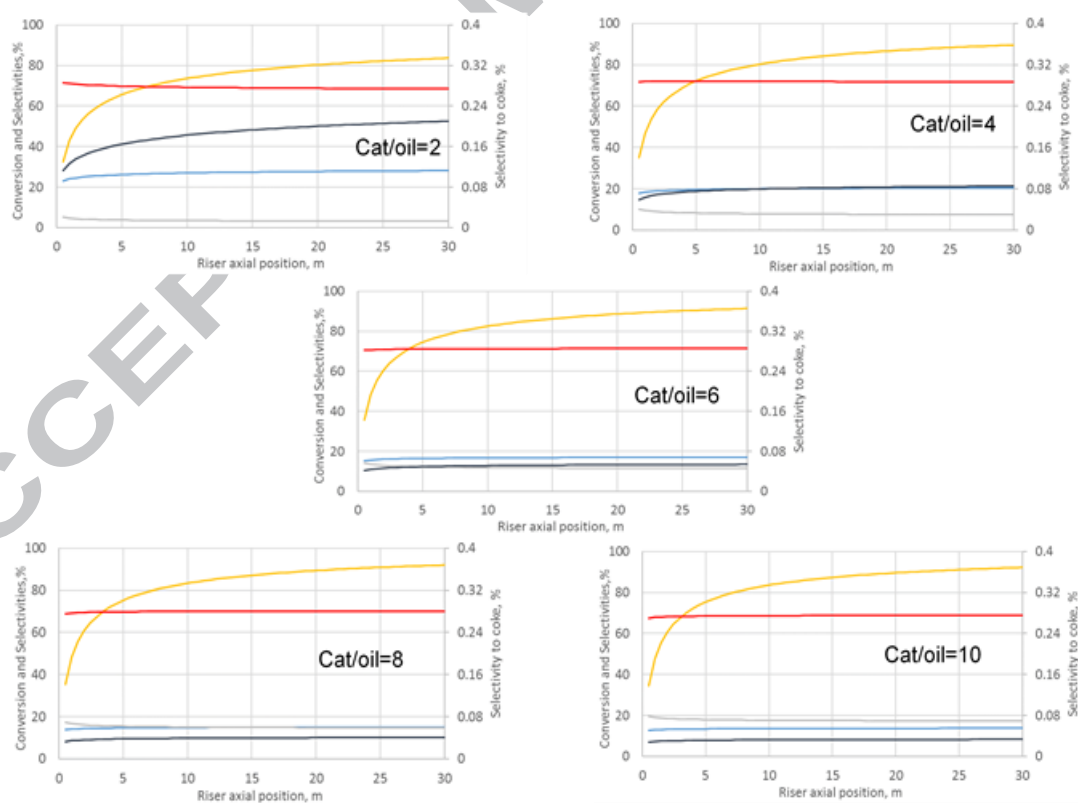 100
80
60
40
20
0
0.4
0.32
0.24
0.16
0.08
0
0 5 10 15 20 25 30
Conversion and Selectivities,%
Selectivity to coke, %
Riser axial position, m
Cat/oil=2
100
80
60
40
20
0
0.4
0.32
0.24
0.16
0.08
0
0 5 10 15 20 25 30
Conversion and Selectivities,%
Selectivity to coke, %
Riser axial position, m
Cat/oil=4
100
80
60
40
20
0
0.4
0.32
0.24
0.16
0.08
0
0 5 10 15 20 25 30
Conversion and Selectivities,%
Selectivity to coke, %
Riser axial position, m
Cat/oil=6
100
80
60
40
20
0
0.4
0.32
0.24
0.16
0.08
0
0 5 10 15 20 25 30
Conversion and Selectivities,%
Selectivity to coke, %
Riser axial position, m
Cat/oil=8
100
80
60
40
20
0
0.4
0.32
0.24
0.16
0.08
0
0 5 10 15 20 25 30
Conversion and Selectivities,%
Selectivity to coke, %
Riser axial position, m
Cat/oil=10